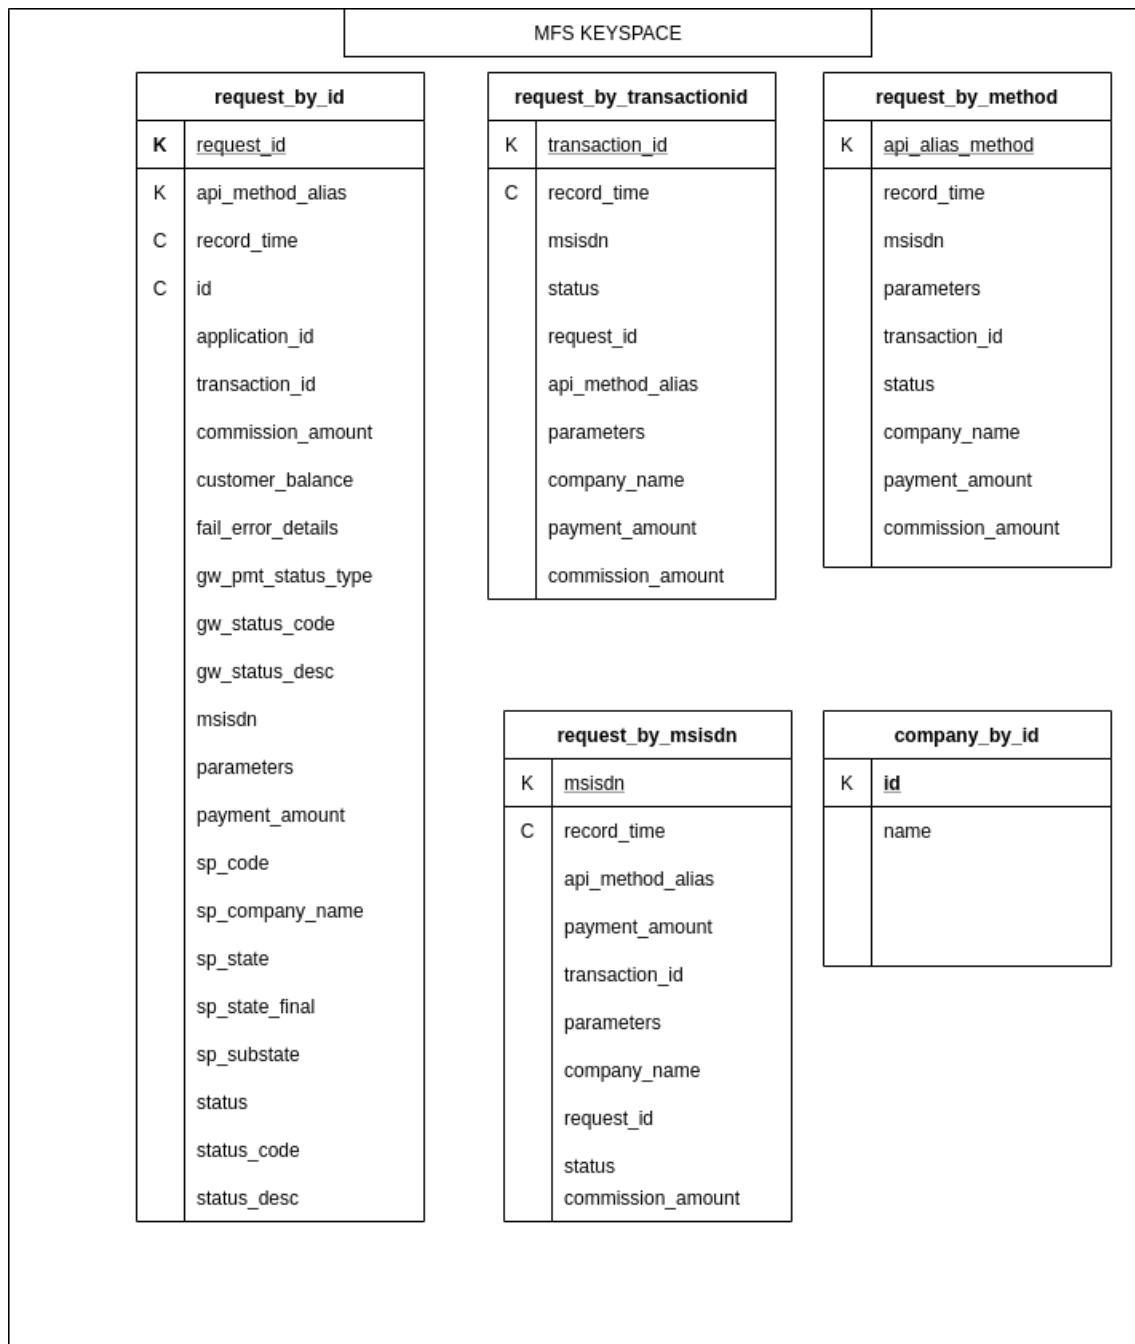 MFS KEYSPACE
request_by_id
K request_id
K api_method_alias
C record_time
C id
application_id
transaction_id
commission_amount
customer_balance
fail_error_details
gw_pmt_status_type
gw_status_code
gw_status_desc
msisdn
parameters
payment_amount
sp_code
sp_company_name
sp_state
sp_state_final
sp_substate
status
status_code
status_desc
request_by_transactionid
K transaction_id
C record_time
msisdn
status
request_id
api_method_alias
parameters
company_name
payment_amount
commission_amount
request_by_method
K api_alias_method
record_time
msisdn
parameters
transaction_id
status
company_name
payment_amount
commission_amount
request_by_msisdn
K msisdn
C record_time
api_method_alias
payment_amount
transaction_id
parameters
company_name
request_id
status
commission_amount
company_by_id
K id
name